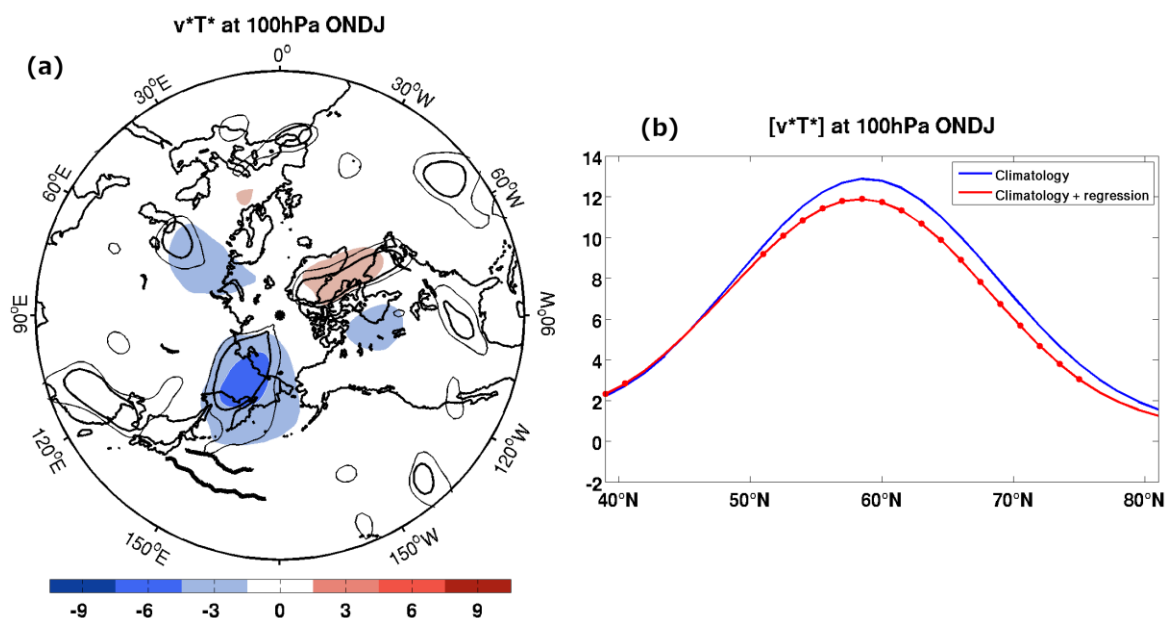 v*T* at 100hPa ONDJ
(a)
0°
30°E
30°W
60°E
60°W
90°E
90°W
120°E
120°W
150°E
150°W
-9 -6 -3 0 3 6 9
(b) [v*T*] at 100hPa ONDJ
Climatology
Climatology + regression
14
12
10
8
6
4
2
0
-2
40°N 50°N 60°N 70°N 80°N